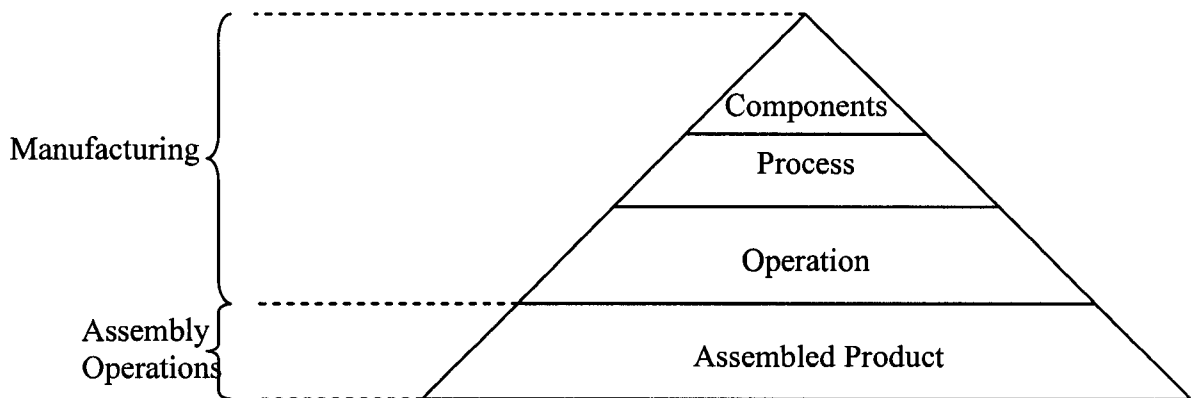 Components
Manufacturing
Process
Operation
Assembly
Operations
Assembled Product